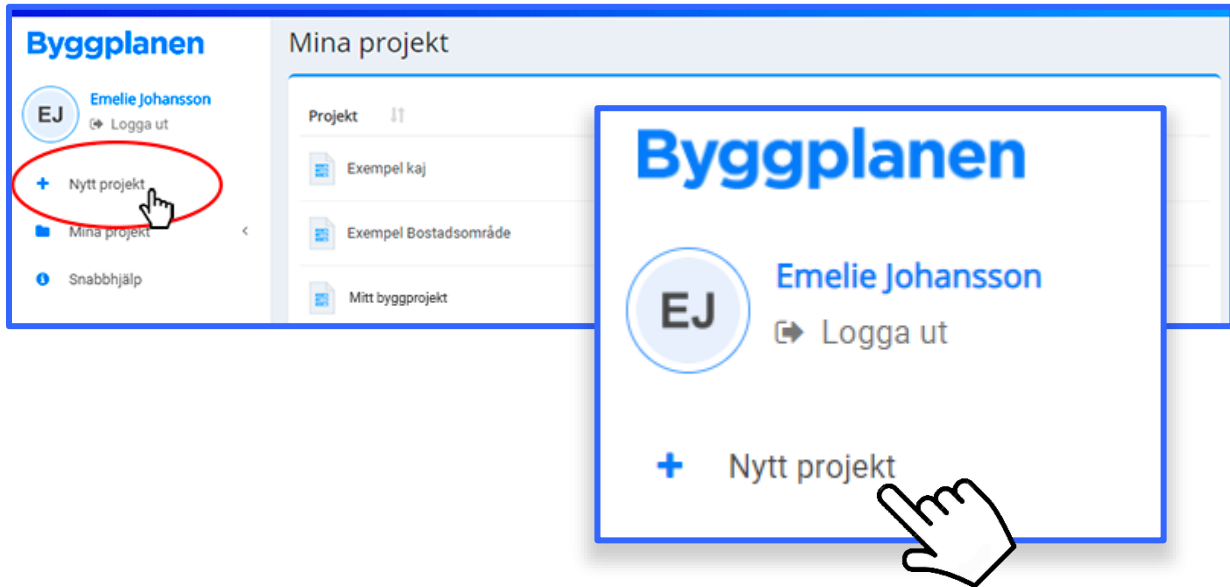 Byggplanen
EJ
Emelie Johansson
Logga ut
Nytt projekt
Mina projekt
Snabbhjälp
Mina projekt
Projekt
Exempel kaj
Exempel Bostadsområde
Mitt byggprojekt
Byggplanen
EJ
Emelie Johansson
Logga ut
Nytt projekt